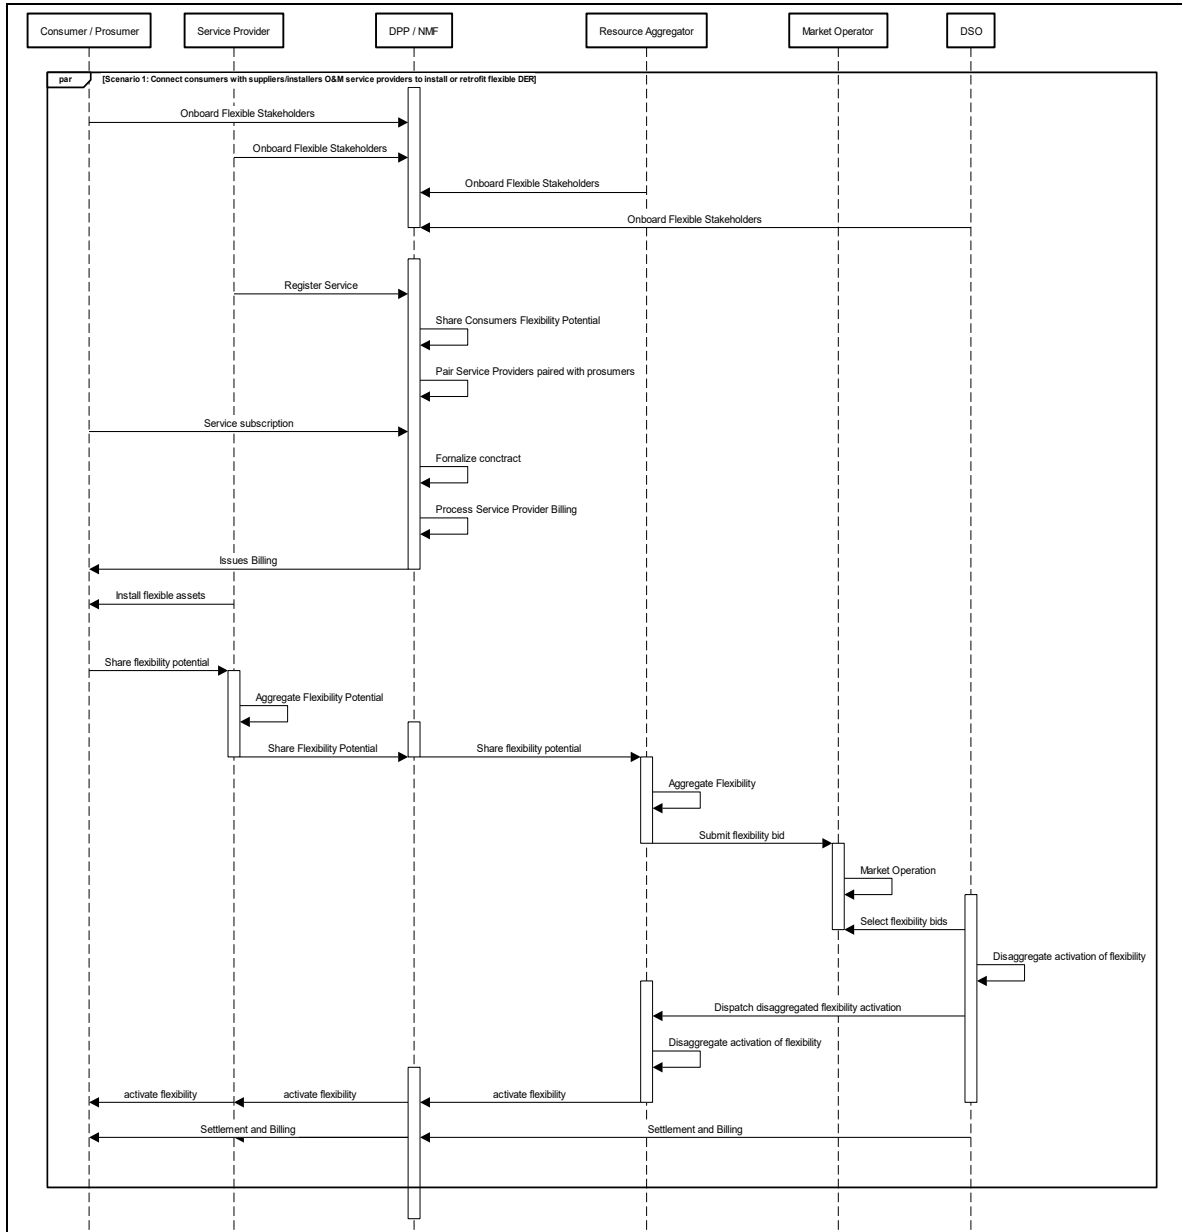 Consumer / Prosumer
Service Provider
DPP / NMF
Resource Aggregator
Market Operator
DSO
par
[Scenario 1: Connect consumers with suppliers/installers O&M service providers to install or retrofit flexible DER]
Onboard Flexible Stakeholders
Onboard Flexible Stakeholders
Onboard Flexible Stakeholders
Onboard Flexible Stakeholders
Register Service
Share Consumers Flexibility Potential
Pair Service Providers paired with prosumers
Service subscription
Fornalize conctract
Process Service Provider Billing
Issues Billing
Install flexible assets
Share flexibility potential
Aggregate Flexibility Potential
Share Flexibility Potential
Share flexibility potential
Aggregate Flexibility
Submit flexibility bid
Market Operation
Select flexibility bids
Disaggregate activation of flexibility
Dispatch disaggregated flexibility activation
Disaggregate activation of flexibility
activate flexibility
activate flexibility
activate flexibility
Settlement and Billing
Settlement and Billing